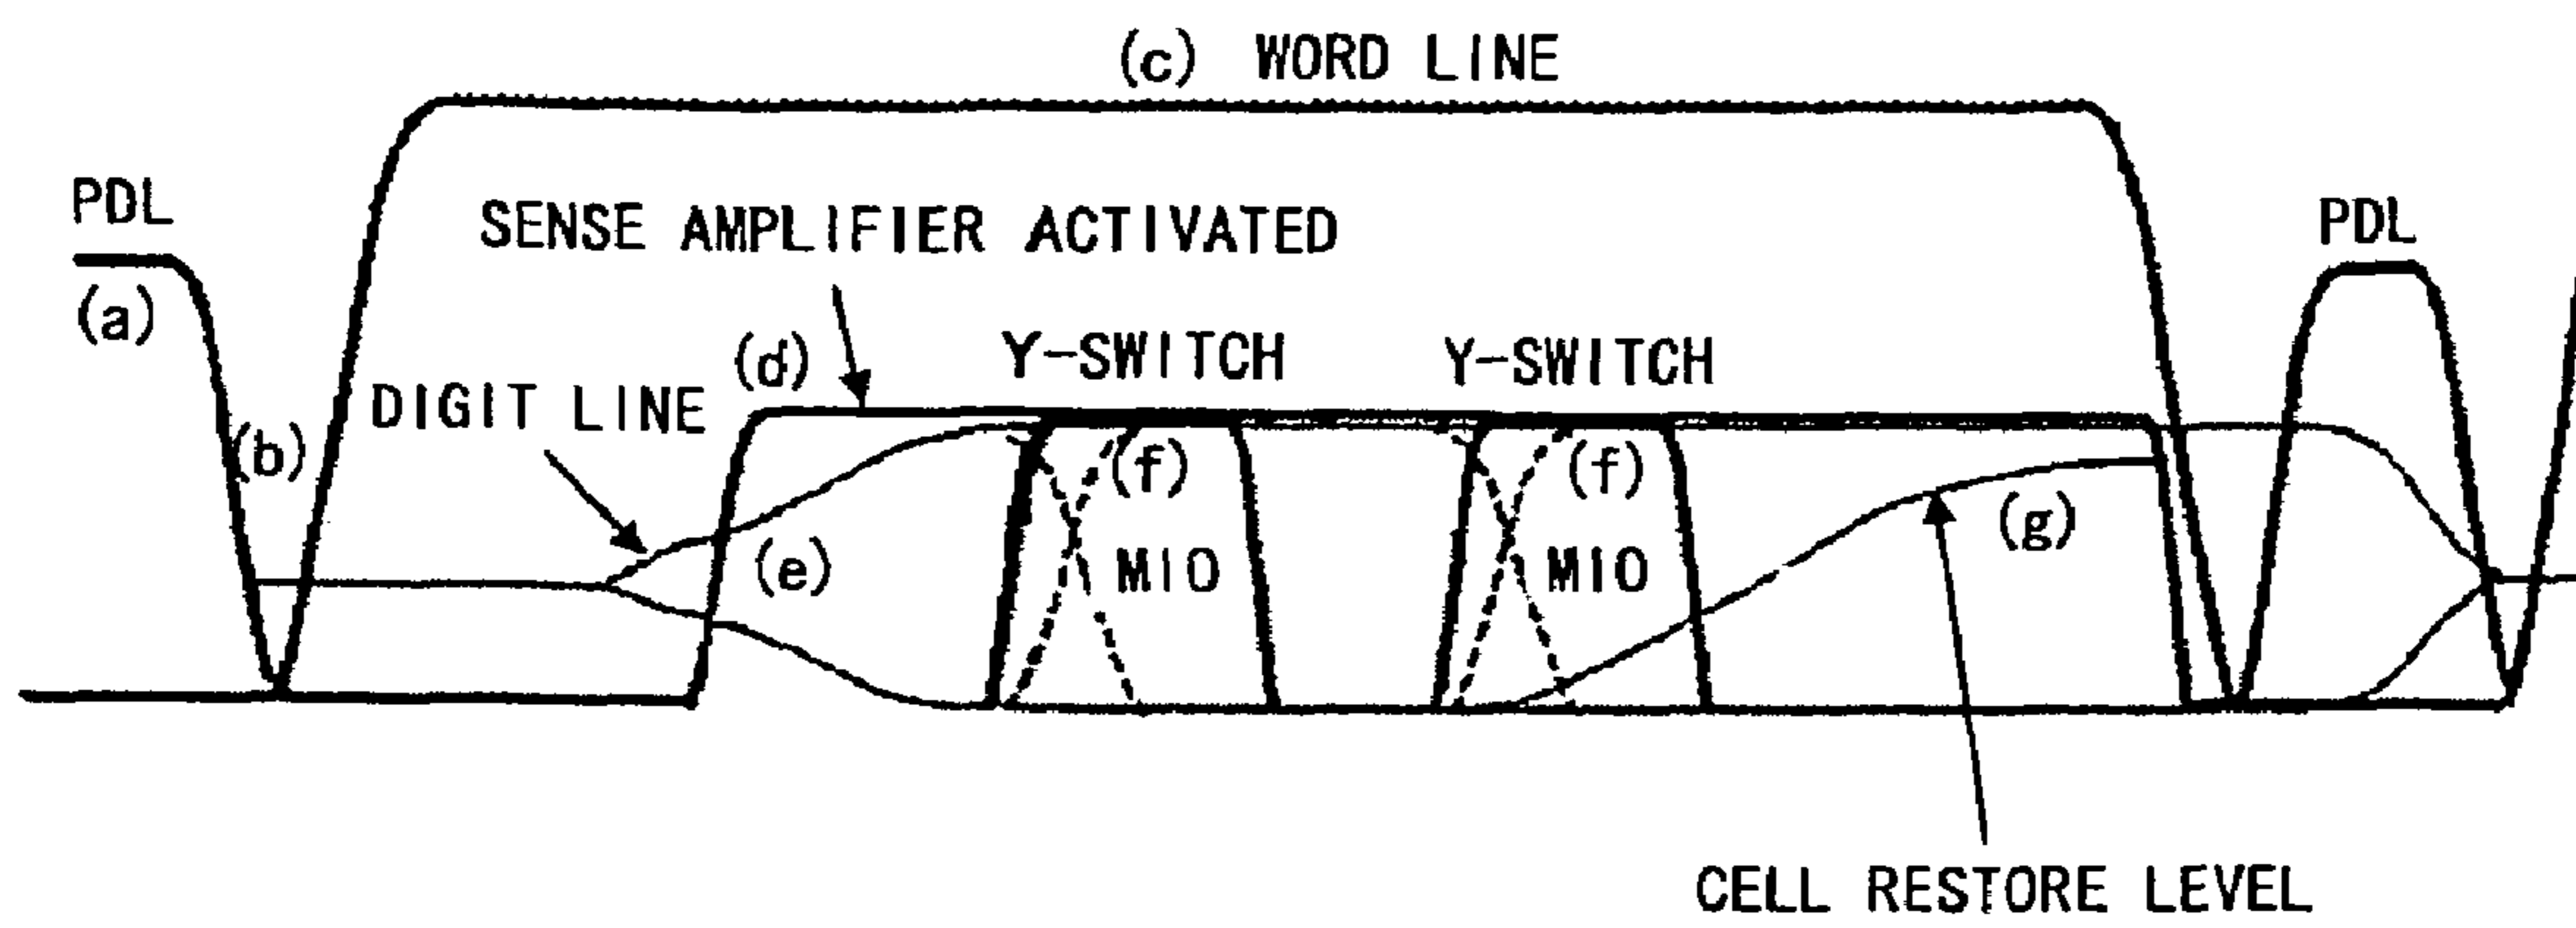 (c) WORD LINE
PDL
SENSE AMPLIFIER ACTIVATED
PDL
(a)
(d)
Y-SWITCH
Y-SWITCH
DIGIT LINE
(b)
(f)
(f)
(g)
(e)
MIO
MIO
CELL RESTORE LEVEL